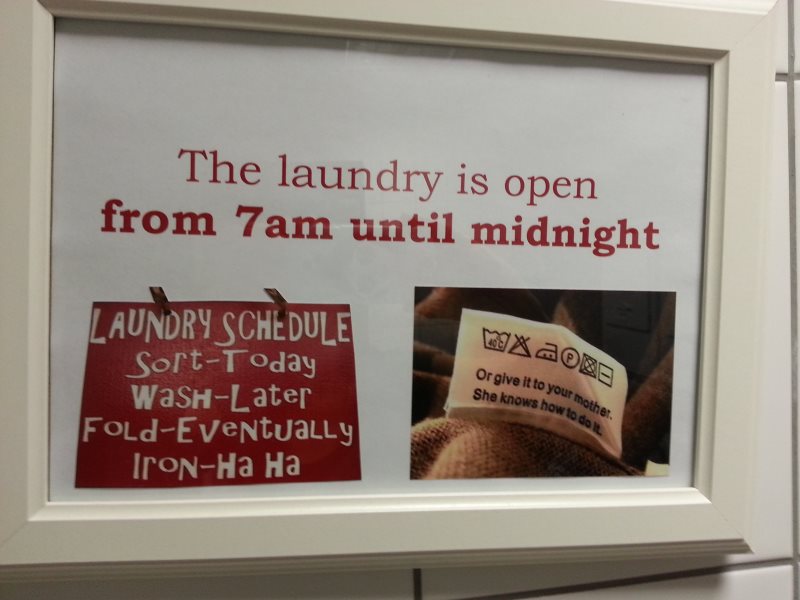 The laundry is open
from 7am until midnight
LAUNDRY SCHEDULE
Sort-Today
WaSH-Later
FOLd-EVeNtUaLLY
Iron-Ha Ha
40°C P
Or give it to your mother.
She knows how to do it.